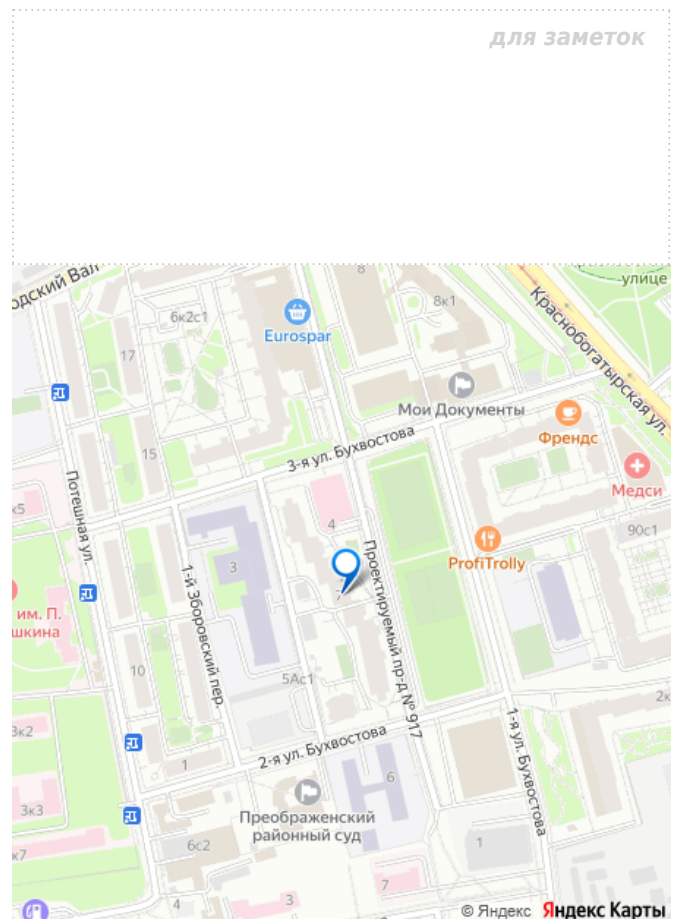 для заметок
одский Вал
8
улице
6к2с1
8к1
Eurospar
Краснобогатырская ул.
17
Мои Документы
Френдс
3-я ул. Бухвостова
15
Медси
к5
Потешная ул.
4
90с1
ProfiTrolly
3
Проектируемый пр-д № 917
1-й Зборовский пер.
им. П.
шкина
10
5Ас1
2к
3к2
1-я ул. Бухвостова
2-я ул. Бухвостова
1
6
Преображенский
районный суд
3к3
6с2
1
к7
7
3
© Яндекс Яндекс Карты